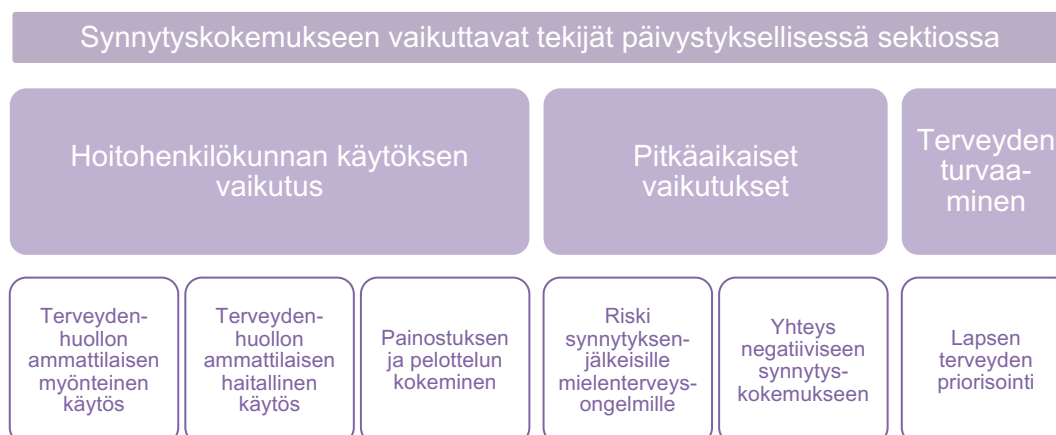 Synnytyskokemukseen vaikuttavat tekijät päivystyksellisessä sektiossa
Hoitohenkilökunnan käytöksen
vaikutus
Pitkäaikaiset
vaikutukset
Terveyden
turvaa-
minen
Terveyden-
huollon
ammattilaisen
myönteinen
käytös
Terveyden-
huollon
ammattilaisen
haitallinen
käytös
Painostuksen
ja pelottelun
kokeminen
Riski
synnytyksen-
jälkeisille
mielenterveys-
ongelmille
Yhteys
negatiiviseen
synnytys-
kokemukseen
Lapsen
terveyden
priorisointi